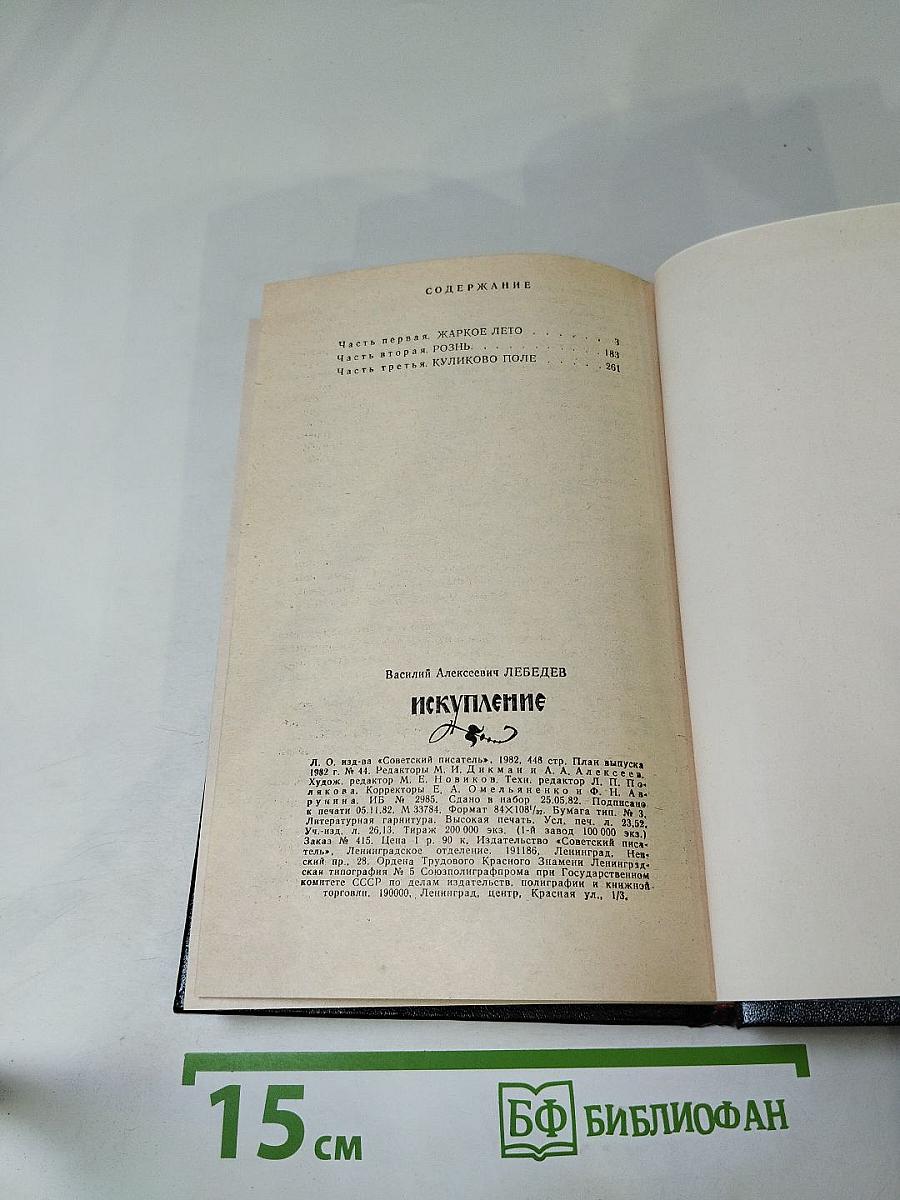 СОДЕРЖАНИЕ
Часть первая. ЖАРКОЕ ЛЕТО . . . . . . 3
Часть вторая. РОЗНЬ. . . . . . . . . . 183
Часть третья. КУЛИКОВО ПОЛЕ . . . . . 261
Василий Алексеевич ЛЕБЕДЕВ
ИСКУПЛЕНИЕ
Л. О. изд-ва «Советский писатель», 1982, 448 стр. План выпуска
1982 г. № 44. Редакторы М. И. Дикман и А. А. Алексеев.
Худож. редактор М. Е. Новиков. Техн. редактор Л. П. По-
лякова. Корректоры Е. А. Омельяненко и Ф. Н. Ав-
рунина. ИБ № 2985. Сдано в набор 25.05.82. Подписано
к печати 05.11.82. М 33784. Формат 84×108¹/₃₂. Бумага тип. № 3.
Литературная гарнитура. Высокая печать. Усл. печ. л. 23,52.
Уч.-изд. л. 26,13. Тираж 200 000 экз. (1-й завод 100 000 экз.)
Заказ № 415. Цена 1 р. 90 к. Издательство «Советский писа-
тель». Ленинградское отделение. 191186, Ленинград, Нев-
ский пр., 28. Ордена Трудового Красного Знамени Ленинград-
ская типография № 5 Союзполиграфпрома при Государственном
комитете СССР по делам издательств, полиграфии и книжной
торговли. 190000, Ленинград, центр, Красная ул., 1/3.
15 см
БФ БИБЛИОФАН